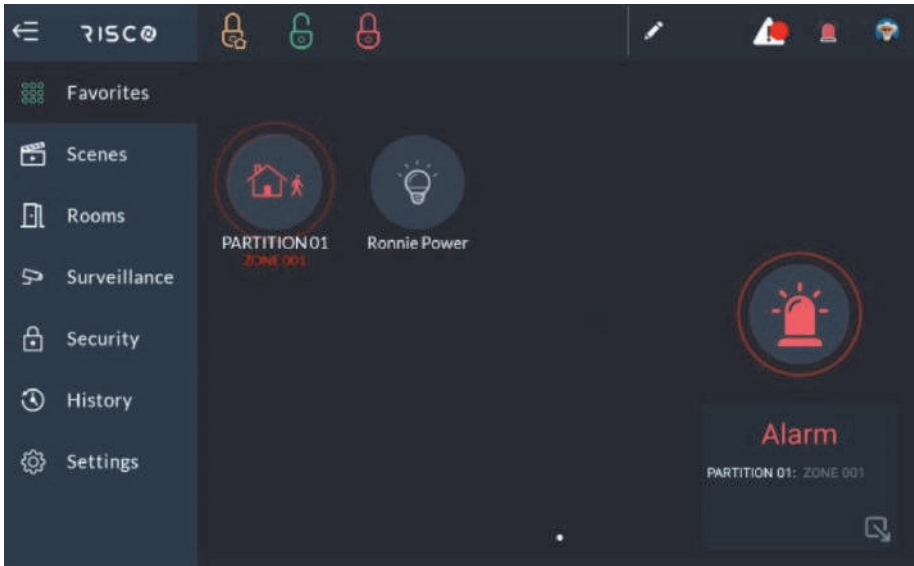 RISCO
Favorites
Scenes
Rooms
Surveillance
Security
History
Settings
PARTITION 01
ZONE 001
Ronnie Power
Alarm
PARTITION 01: ZONE 001